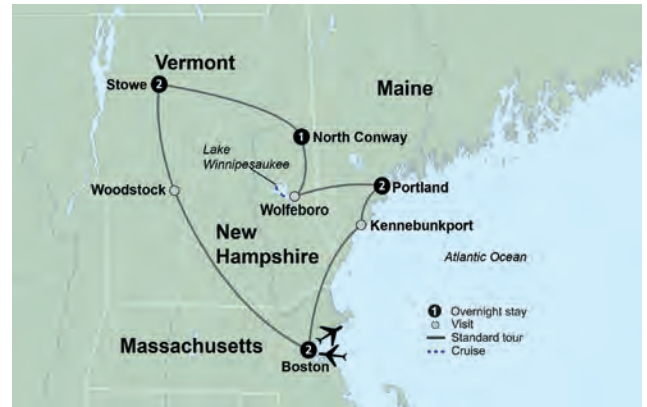 Vermont
Stowe
2
Maine
1
North Conway
Lake
Winnipesaukee
Woodstock
2
Portland
Wolfeboro
Kennebunkport
New
Hampshire
Atlantic Ocean
1 Overnight stay
Visit
Standard tour
Cruise
Massachusetts
2
Boston